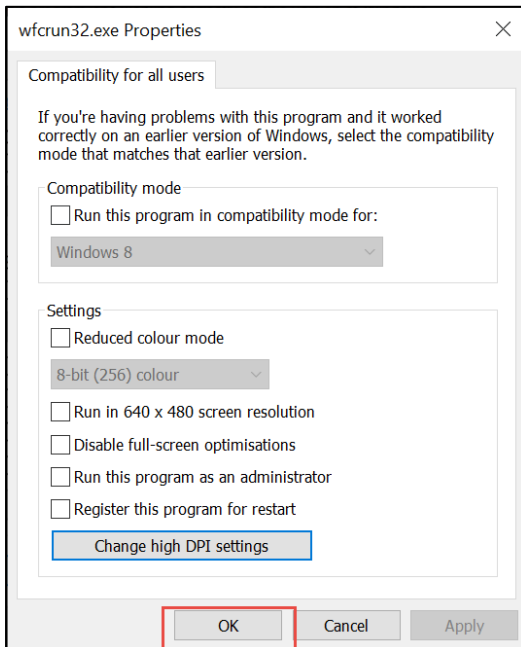 wfcrun32.exe Properties
Compatibility for all users
If you're having problems with this program and it worked
correctly on an earlier version of Windows, select the compatibility
mode that matches that earlier version.
Compatibility mode
Run this program in compatibility mode for:
Windows 8
Settings
Reduced colour mode
8-bit (256) colour
Run in 640 x 480 screen resolution
Disable full-screen optimisations
Run this program as an administrator
Register this program for restart
Change high DPI settings
OK Cancel Apply